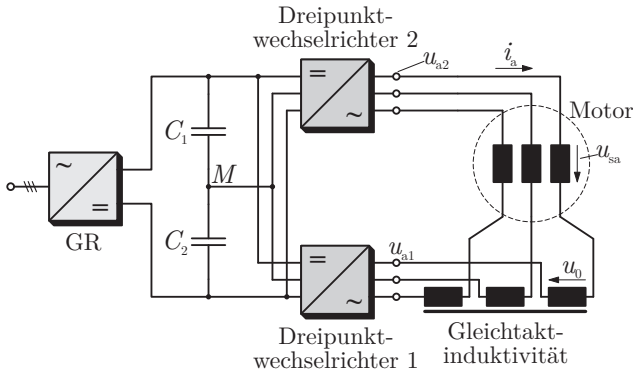 Dreipunkt-
wechselrichter 2
u_a2
i_a
Motor
C_1
u_sa
~
=
=
~
M
GR
C_2
u_a1
u_0
=
~
Dreipunkt-
wechselrichter 1
Gleichtakt-
induktivität